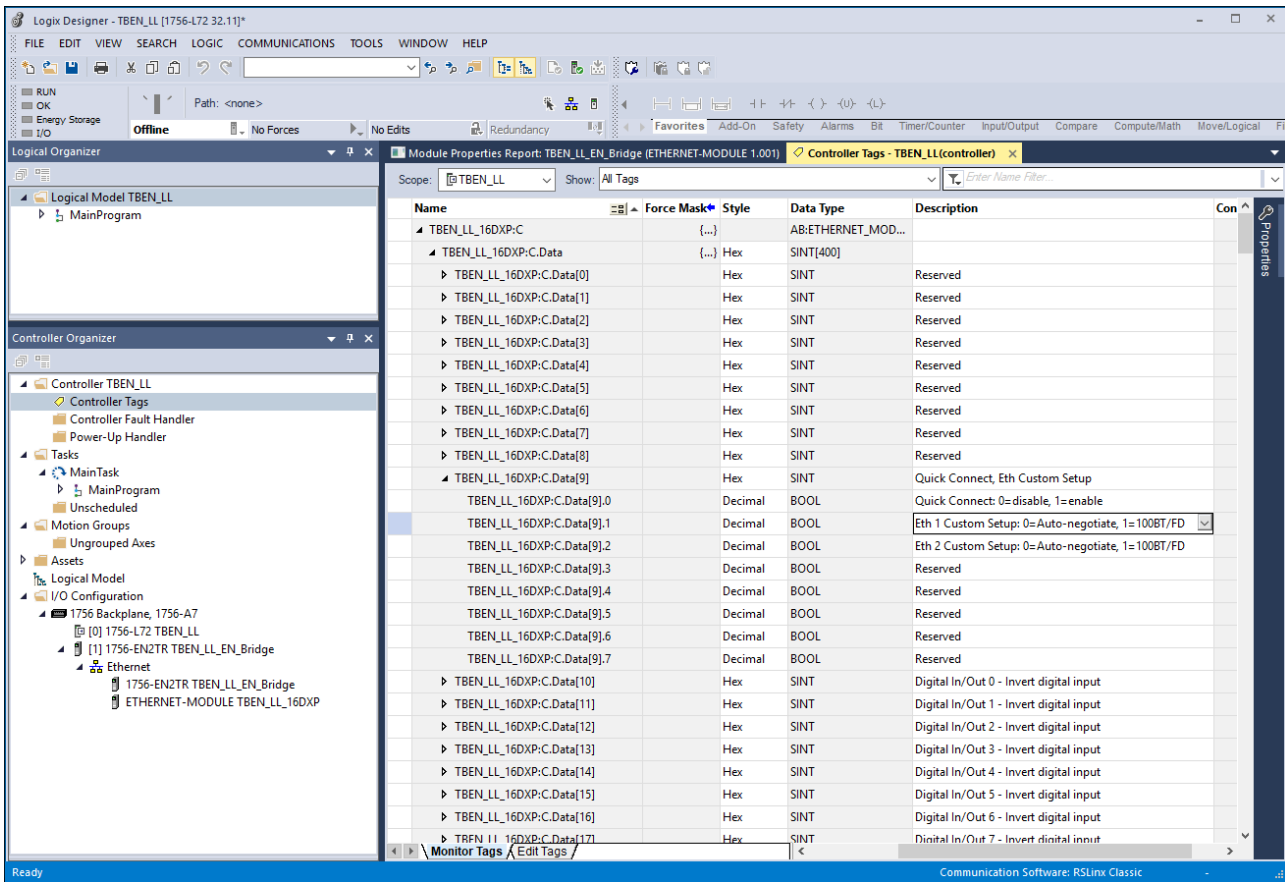 Logix Designer - TBEN_LL [1756-L72 32.11]*
FILE EDIT VIEW SEARCH LOGIC COMMUNICATIONS TOOLS WINDOW HELP
RUN
OK
Energy Storage
I/O
Path: <none>
Offline No Forces No Edits Redundancy
Favorites Add-On Safety Alarms Bit Timer/Counter Input/Output Compare Compute/Math Move/Logical Fi
Logical Organizer
Logical Model TBEN_LL
MainProgram
Controller Organizer
Controller TBEN_LL
Controller Tags
Controller Fault Handler
Power-Up Handler
Tasks
MainTask
MainProgram
Unscheduled
Motion Groups
Ungrouped Axes
Assets
Logical Model
I/O Configuration
1756 Backplane, 1756-A7
[0] 1756-L72 TBEN_LL
[1] 1756-EN2TR TBEN_LL_EN_Bridge
Ethernet
1756-EN2TR TBEN_LL_EN_Bridge
ETHERNET-MODULE TBEN_LL_16DXP
Module Properties Report: TBEN_LL_EN_Bridge (ETHERNET-MODULE 1.001) Controller Tags - TBEN_LL(controller)
Scope: TBEN_LL Show: All Tags Enter Name Filter...
Name Force Mask Style Data Type Description Con
TBEN_LL_16DXP:C {...} AB:ETHERNET_MOD...
TBEN_LL_16DXP:C.Data {...} Hex SINT[400]
TBEN_LL_16DXP:C.Data[0] Hex SINT Reserved
TBEN_LL_16DXP:C.Data[1] Hex SINT Reserved
TBEN_LL_16DXP:C.Data[2] Hex SINT Reserved
TBEN_LL_16DXP:C.Data[3] Hex SINT Reserved
TBEN_LL_16DXP:C.Data[4] Hex SINT Reserved
TBEN_LL_16DXP:C.Data[5] Hex SINT Reserved
TBEN_LL_16DXP:C.Data[6] Hex SINT Reserved
TBEN_LL_16DXP:C.Data[7] Hex SINT Reserved
TBEN_LL_16DXP:C.Data[8] Hex SINT Reserved
TBEN_LL_16DXP:C.Data[9] Hex SINT Quick Connect, Eth Custom Setup
TBEN_LL_16DXP:C.Data[9].0 Decimal BOOL Quick Connect: 0=disable, 1=enable
TBEN_LL_16DXP:C.Data[9].1 Decimal BOOL Eth 1 Custom Setup: 0=Auto-negotiate, 1=100BT/FD
TBEN_LL_16DXP:C.Data[9].2 Decimal BOOL Eth 2 Custom Setup: 0=Auto-negotiate, 1=100BT/FD
TBEN_LL_16DXP:C.Data[9].3 Decimal BOOL Reserved
TBEN_LL_16DXP:C.Data[9].4 Decimal BOOL Reserved
TBEN_LL_16DXP:C.Data[9].5 Decimal BOOL Reserved
TBEN_LL_16DXP:C.Data[9].6 Decimal BOOL Reserved
TBEN_LL_16DXP:C.Data[9].7 Decimal BOOL Reserved
TBEN_LL_16DXP:C.Data[10] Hex SINT Digital In/Out 0 - Invert digital input
TBEN_LL_16DXP:C.Data[11] Hex SINT Digital In/Out 1 - Invert digital input
TBEN_LL_16DXP:C.Data[12] Hex SINT Digital In/Out 2 - Invert digital input
TBEN_LL_16DXP:C.Data[13] Hex SINT Digital In/Out 3 - Invert digital input
TBEN_LL_16DXP:C.Data[14] Hex SINT Digital In/Out 4 - Invert digital input
TBEN_LL_16DXP:C.Data[15] Hex SINT Digital In/Out 5 - Invert digital input
TBEN_LL_16DXP:C.Data[16] Hex SINT Digital In/Out 6 - Invert digital input
TBEN_LL_16DXP:C.Data[17] Hex SINT Digital In/Out 7 - Invert digital input
Monitor Tags Edit Tags
Properties
Ready Communication Software: RSLinx Classic -